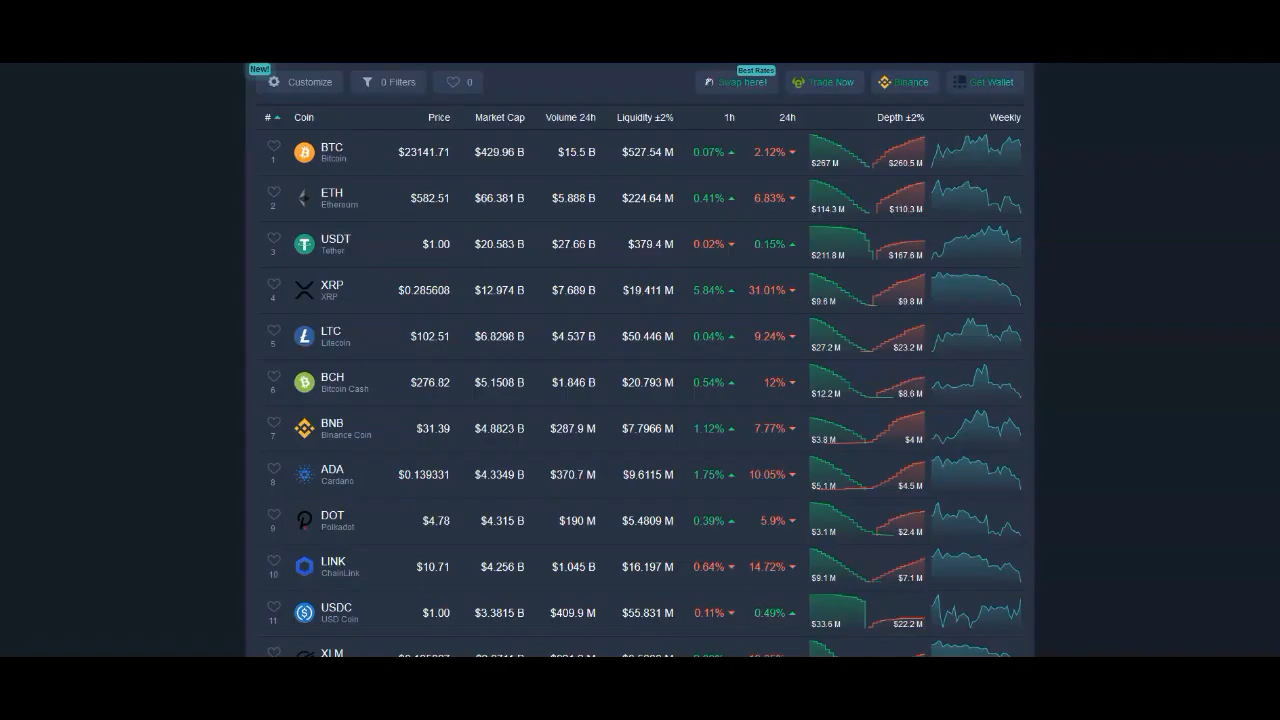 New!
Customize 0 Filters 0 Best Rates Swap here! Trade Now Binance Get Wallet
# Coin Price Market Cap Volume 24h Liquidity ±2% 1h 24h Depth ±2% Weekly
1 BTC Bitcoin $23141.71 $429.96 B $15.5 B $527.54 M 0.07% 2.12% $267 M $260.5 M
2 ETH Ethereum $582.51 $66.381 B $5.888 B $224.64 M 0.41% 6.83% $114.3 M $110.3 M
3 USDT Tether $1.00 $20.583 B $27.66 B $379.4 M 0.02% 0.15% $211.8 M $167.6 M
4 XRP XRP $0.285608 $12.974 B $7.689 B $19.411 M 5.84% 31.01% $9.6 M $9.8 M
5 LTC Litecoin $102.51 $6.8298 B $4.537 B $50.446 M 0.04% 9.24% $27.2 M $23.2 M
6 BCH Bitcoin Cash $276.82 $5.1508 B $1.846 B $20.793 M 0.54% 12% $12.2 M $8.6 M
7 BNB Binance Coin $31.39 $4.8823 B $287.9 M $7.7966 M 1.12% 7.77% $3.8 M $4 M
8 ADA Cardano $0.139331 $4.3349 B $370.7 M $9.6115 M 1.75% 10.05% $5.1 M $4.5 M
9 DOT Polkadot $4.78 $4.315 B $190 M $5.4809 M 0.39% 5.9% $3.1 M $2.4 M
10 LINK ChainLink $10.71 $4.256 B $1.045 B $16.197 M 0.64% 14.72% $9.1 M $7.1 M
11 USDC USD Coin $1.00 $3.3815 B $409.9 M $55.831 M 0.11% 0.49% $33.6 M $22.2 M
XLM